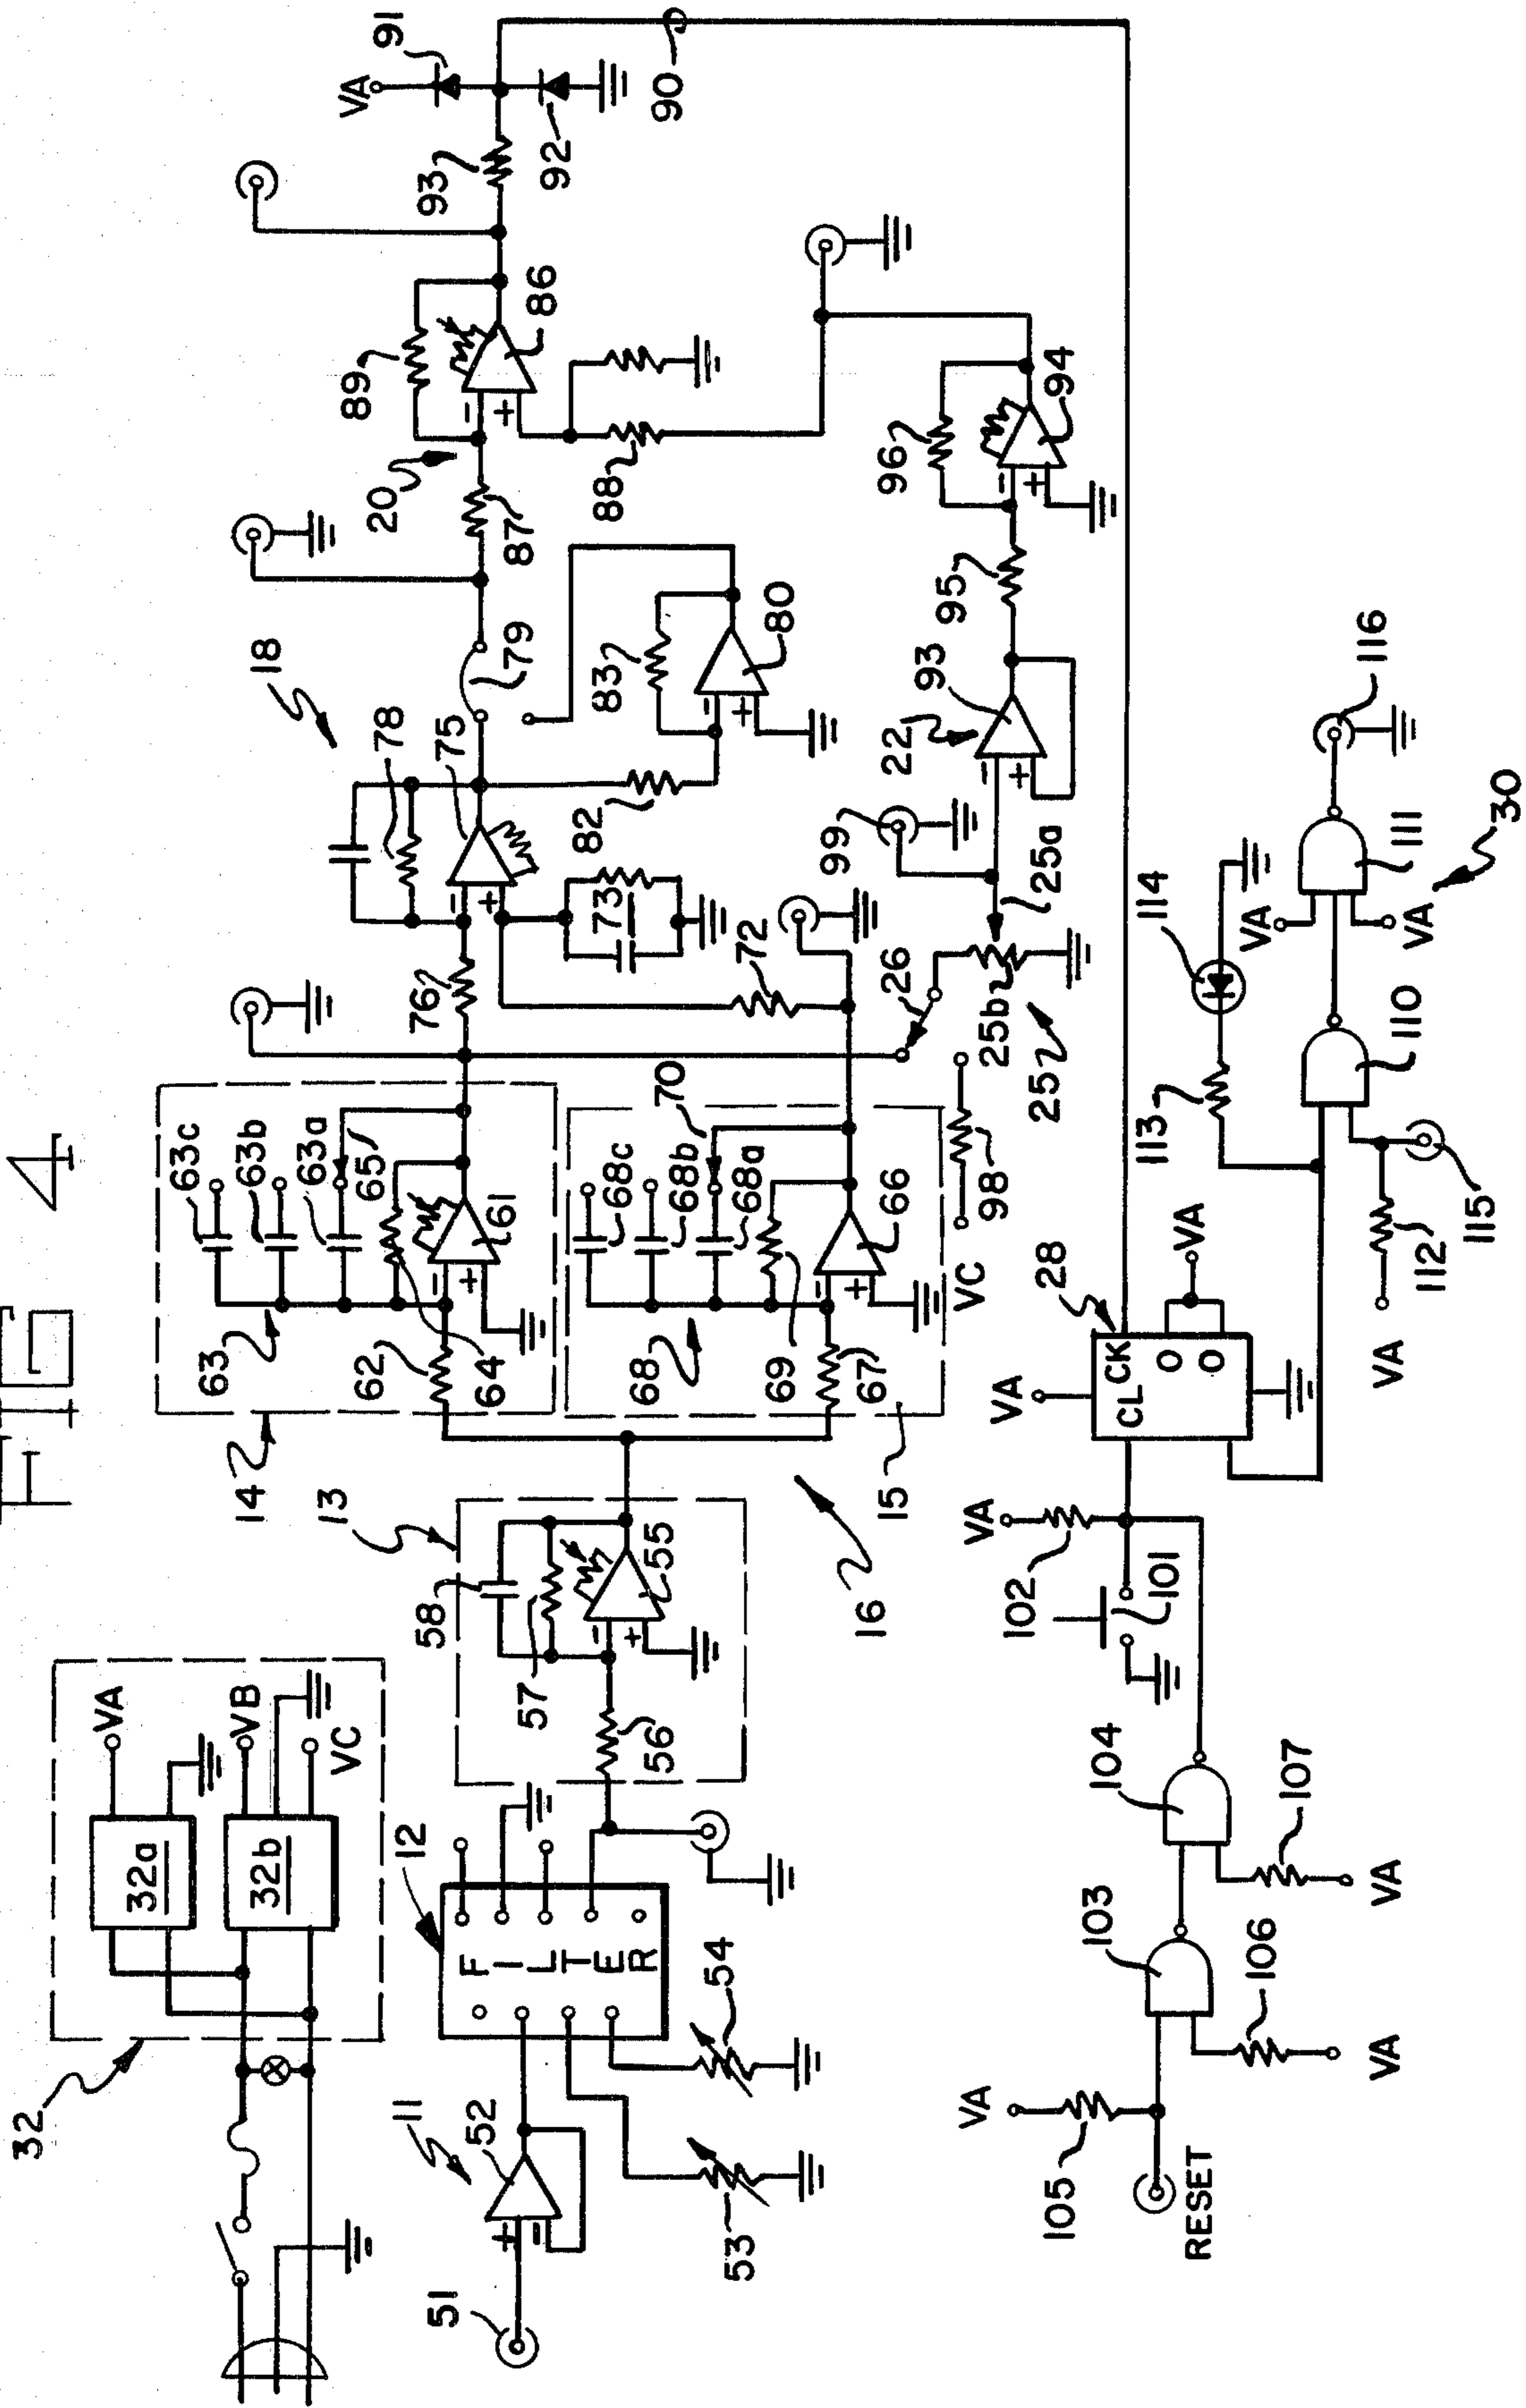 FIG 4
32
32a
VA
32b
VB
VC
51
11
52
53
54
12
FILTER
13
58
57
56
55
+
-
14
63
63c
63b
63a
65
62
64
61
-
+
16
15
68
68c
68b
68a
70
69
67
66
-
+
76
18
78
75
-
+
73
72
82
83
80
-
+
79
20
87
89
86
-
+
88
93
VA
91
92
90
VC
98
26
25
25b
25a
99
22
93
-
+
95
96
94
-
+
RESET
105
VA
103
106
VA
104
107
VA
101
102
VA
VA
28
CL
CK
O
O
VA
VA
112
115
113
114
110
VA
VA
111
116
30